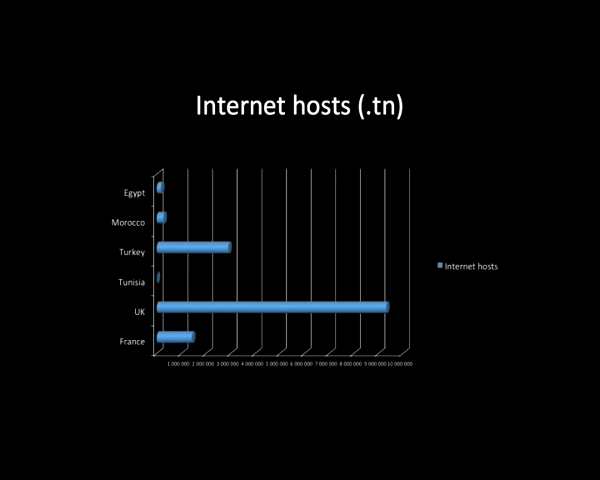 Internet hosts (.tn)
Egypt
Morocco
Turkey
Tunisia
UK
France
Internet hosts
1 000 000 2 000 000 3 000 000 4 000 000 5 000 000 6 000 000 7 000 000 8 000 000 9 000 000 10 000 000